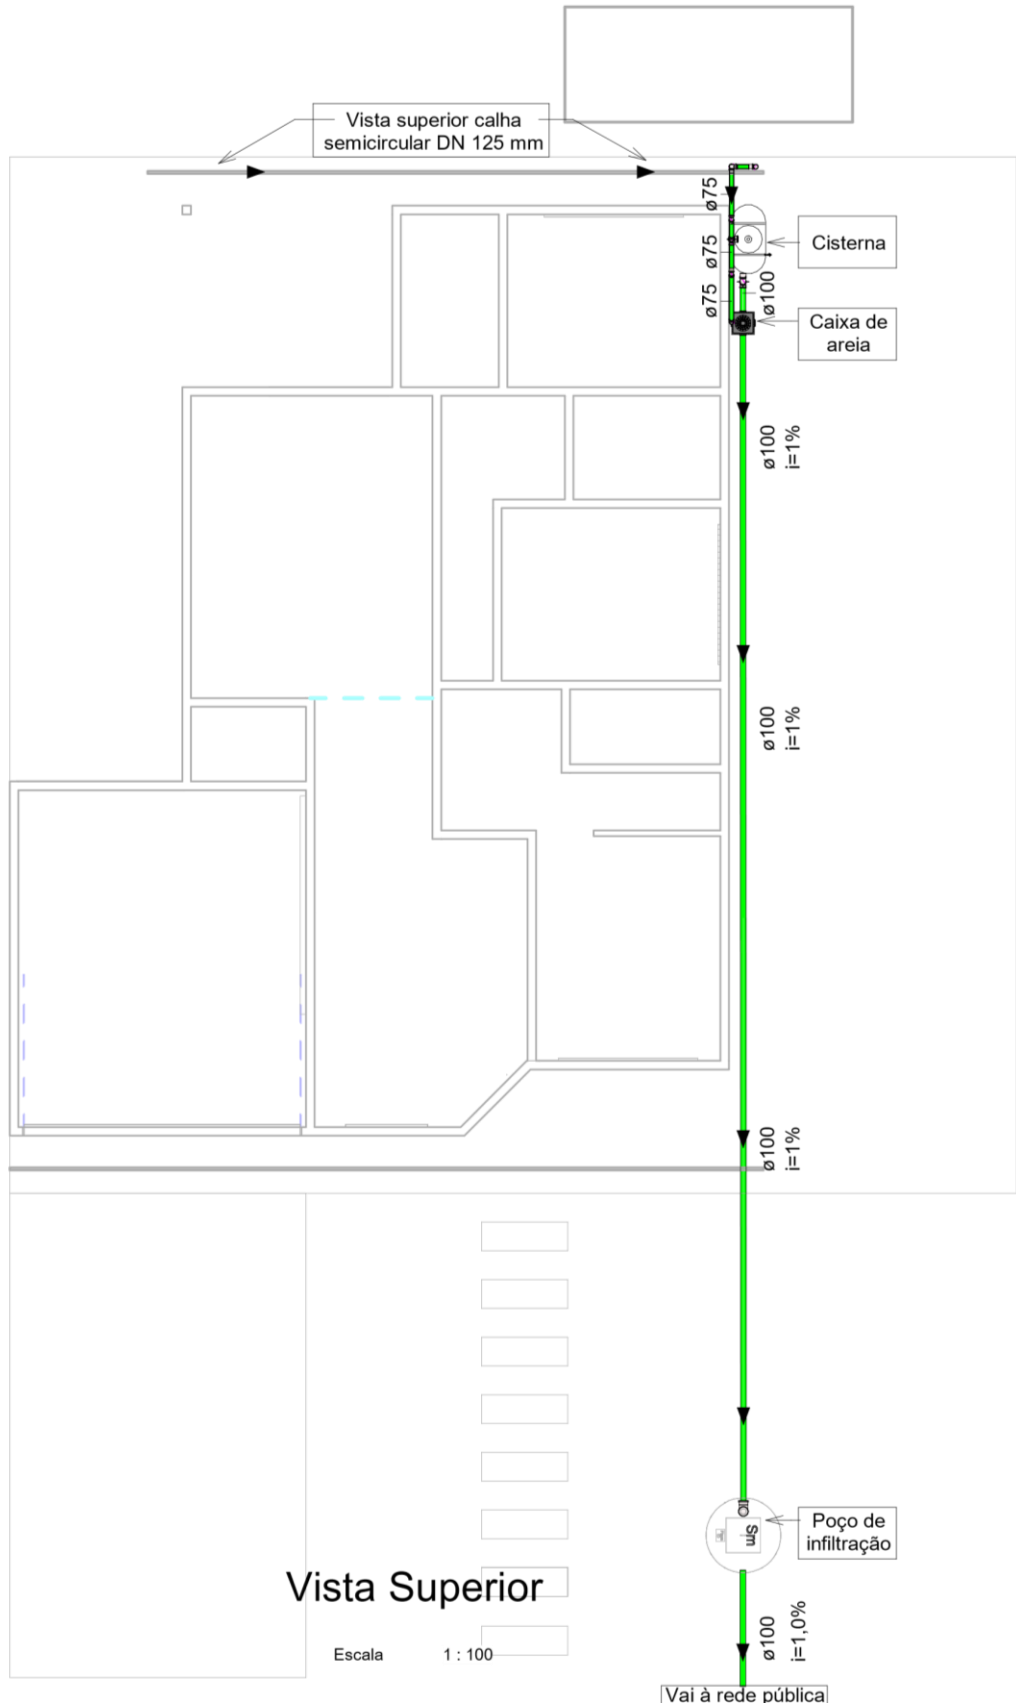 Vista superior calha
semicircular DN 125 mm
ø75
ø75
ø75
ø100
Cisterna
Caixa de
areia
ø100
i=1%
ø100
i=1%
ø100
i=1%
Sm
Poço de
infiltração
Vista Superior
Escala 1 : 100
ø100
i=1,0%
Vai à rede pública